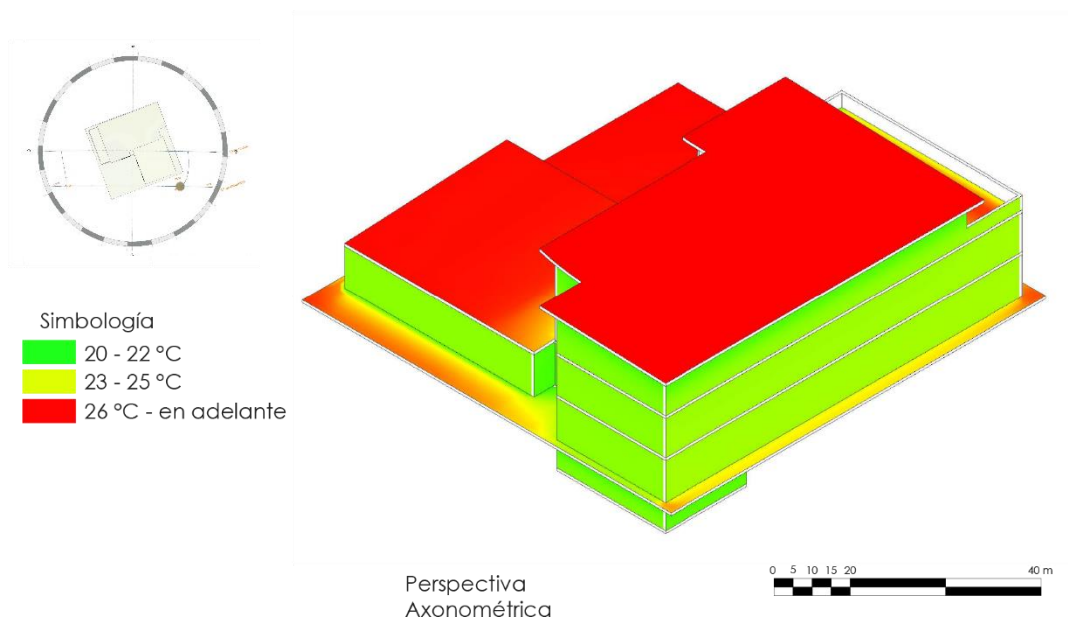 Simbología
20 - 22 °C
23 - 25 °C
26 °C - en adelante
Perspectiva
Axonométrica
0 5 10 15 20 40 m